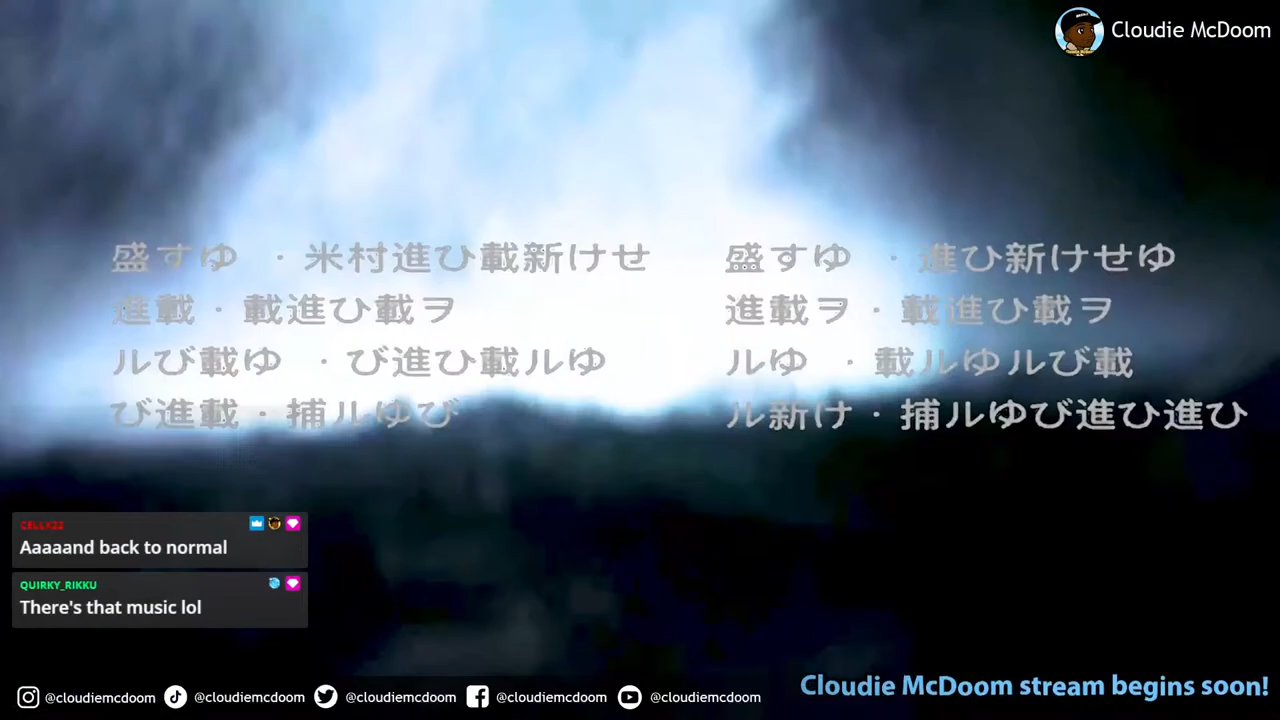 Cloudie McDoom
盛すゆ ・米村進ひ載新けせ
盛すゆ ・進ひ新けせゆ
進載・載進ひ載ヲ
進載ヲ・載進ひ載ヲ
ルび載ゆ ・び進ひ載ルゆ
ルゆ ・載ルゆルび載
び進載・捕ルゆび
ル新け・捕ルゆび進ひ進ひ
CELLY22
Aaaaand back to normal
QUIRKY_RIKKU
There's that music lol
@cloudiemcdoom @cloudiemcdoom @cloudiemcdoom @cloudiemcdoom @cloudiemcdoom
Cloudie McDoom stream begins soon!